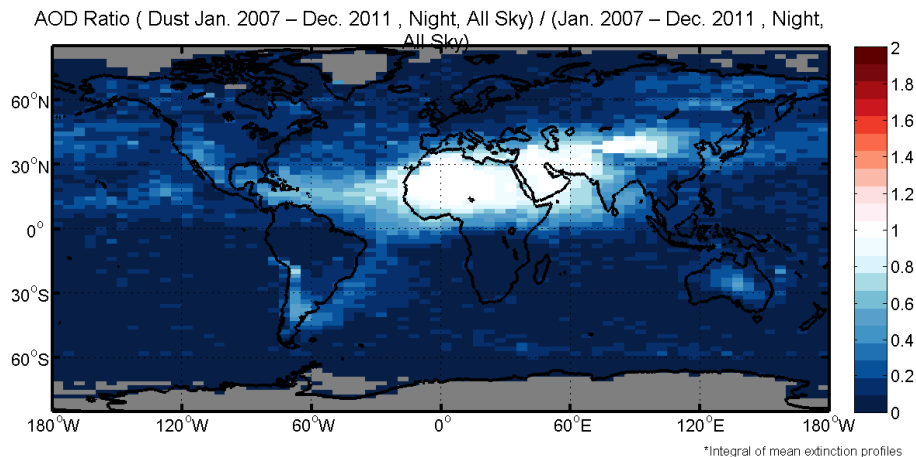 AOD Ratio ( Dust Jan. 2007 – Dec. 2011 , Night, All Sky) / (Jan. 2007 – Dec. 2011 , Night,
All Sky)
60°N
30°N
0°
30°S
60°S
180°W 120°W 60°W 0° 60°E 120°E 180°W
2
1.8
1.6
1.4
1.2
1
0.8
0.6
0.4
0.2
0
*Integral of mean extinction profiles